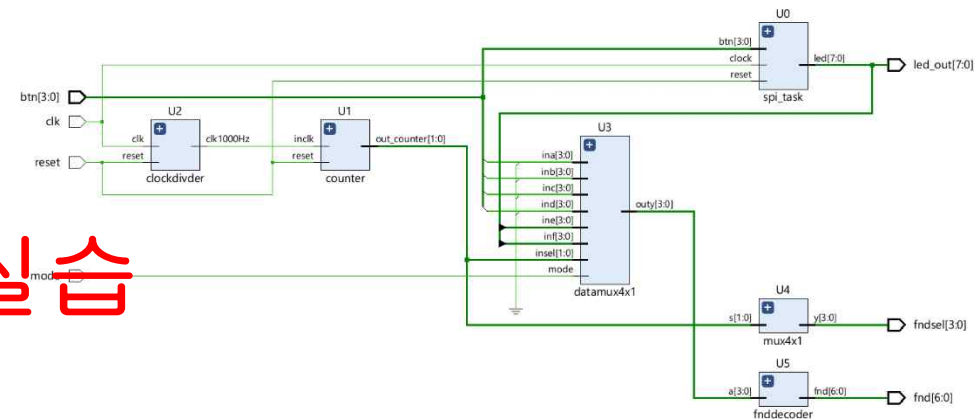 U0
btn[3:0]
clock
reset
led[7:0]
spi_task
led_out[7:0]
btn[3:0]
clk
reset
U2
clk
reset
clk1000Hz
clockdivder
U1
inclk
reset
out_counter[1:0]
counter
U3
ina[3:0]
inb[3:0]
inc[3:0]
ind[3:0]
ine[3:0]
inf[3:0]
insel[1:0]
mode
outy[3:0]
datamux4x1
mode
실습
U4
s[1:0]
y[3:0]
mux4x1
fndsel[3:0]
U5
a[3:0]
fnd[6:0]
fnddecoder
fnd[6:0]